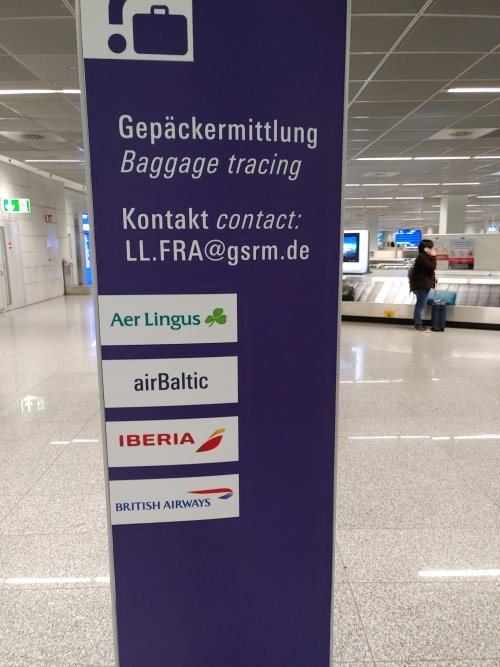 Gepäckermittlung
Baggage tracing
Kontakt contact:
LL.FRA@gsrm.de
Aer Lingus
airBaltic
IBERIA
BRITISH AIRWAYS